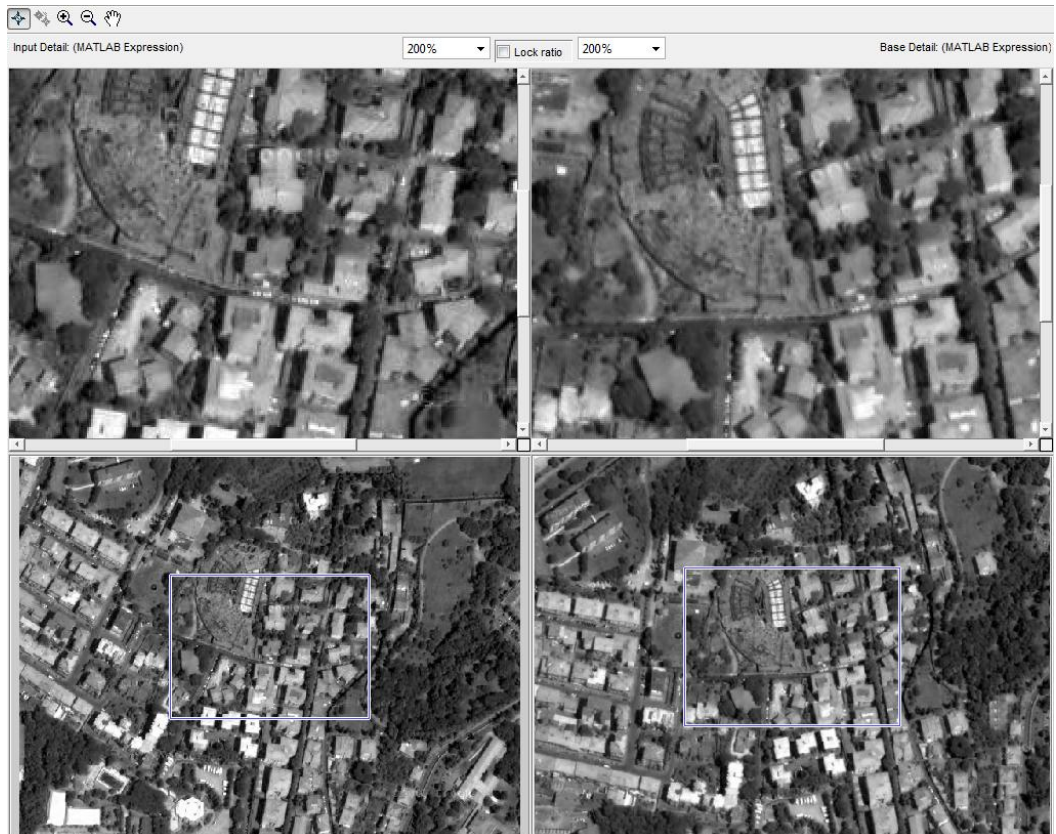 Input Detail: (MATLAB Expression)
200%
Lock ratio
200%
Base Detail: (MATLAB Expression)